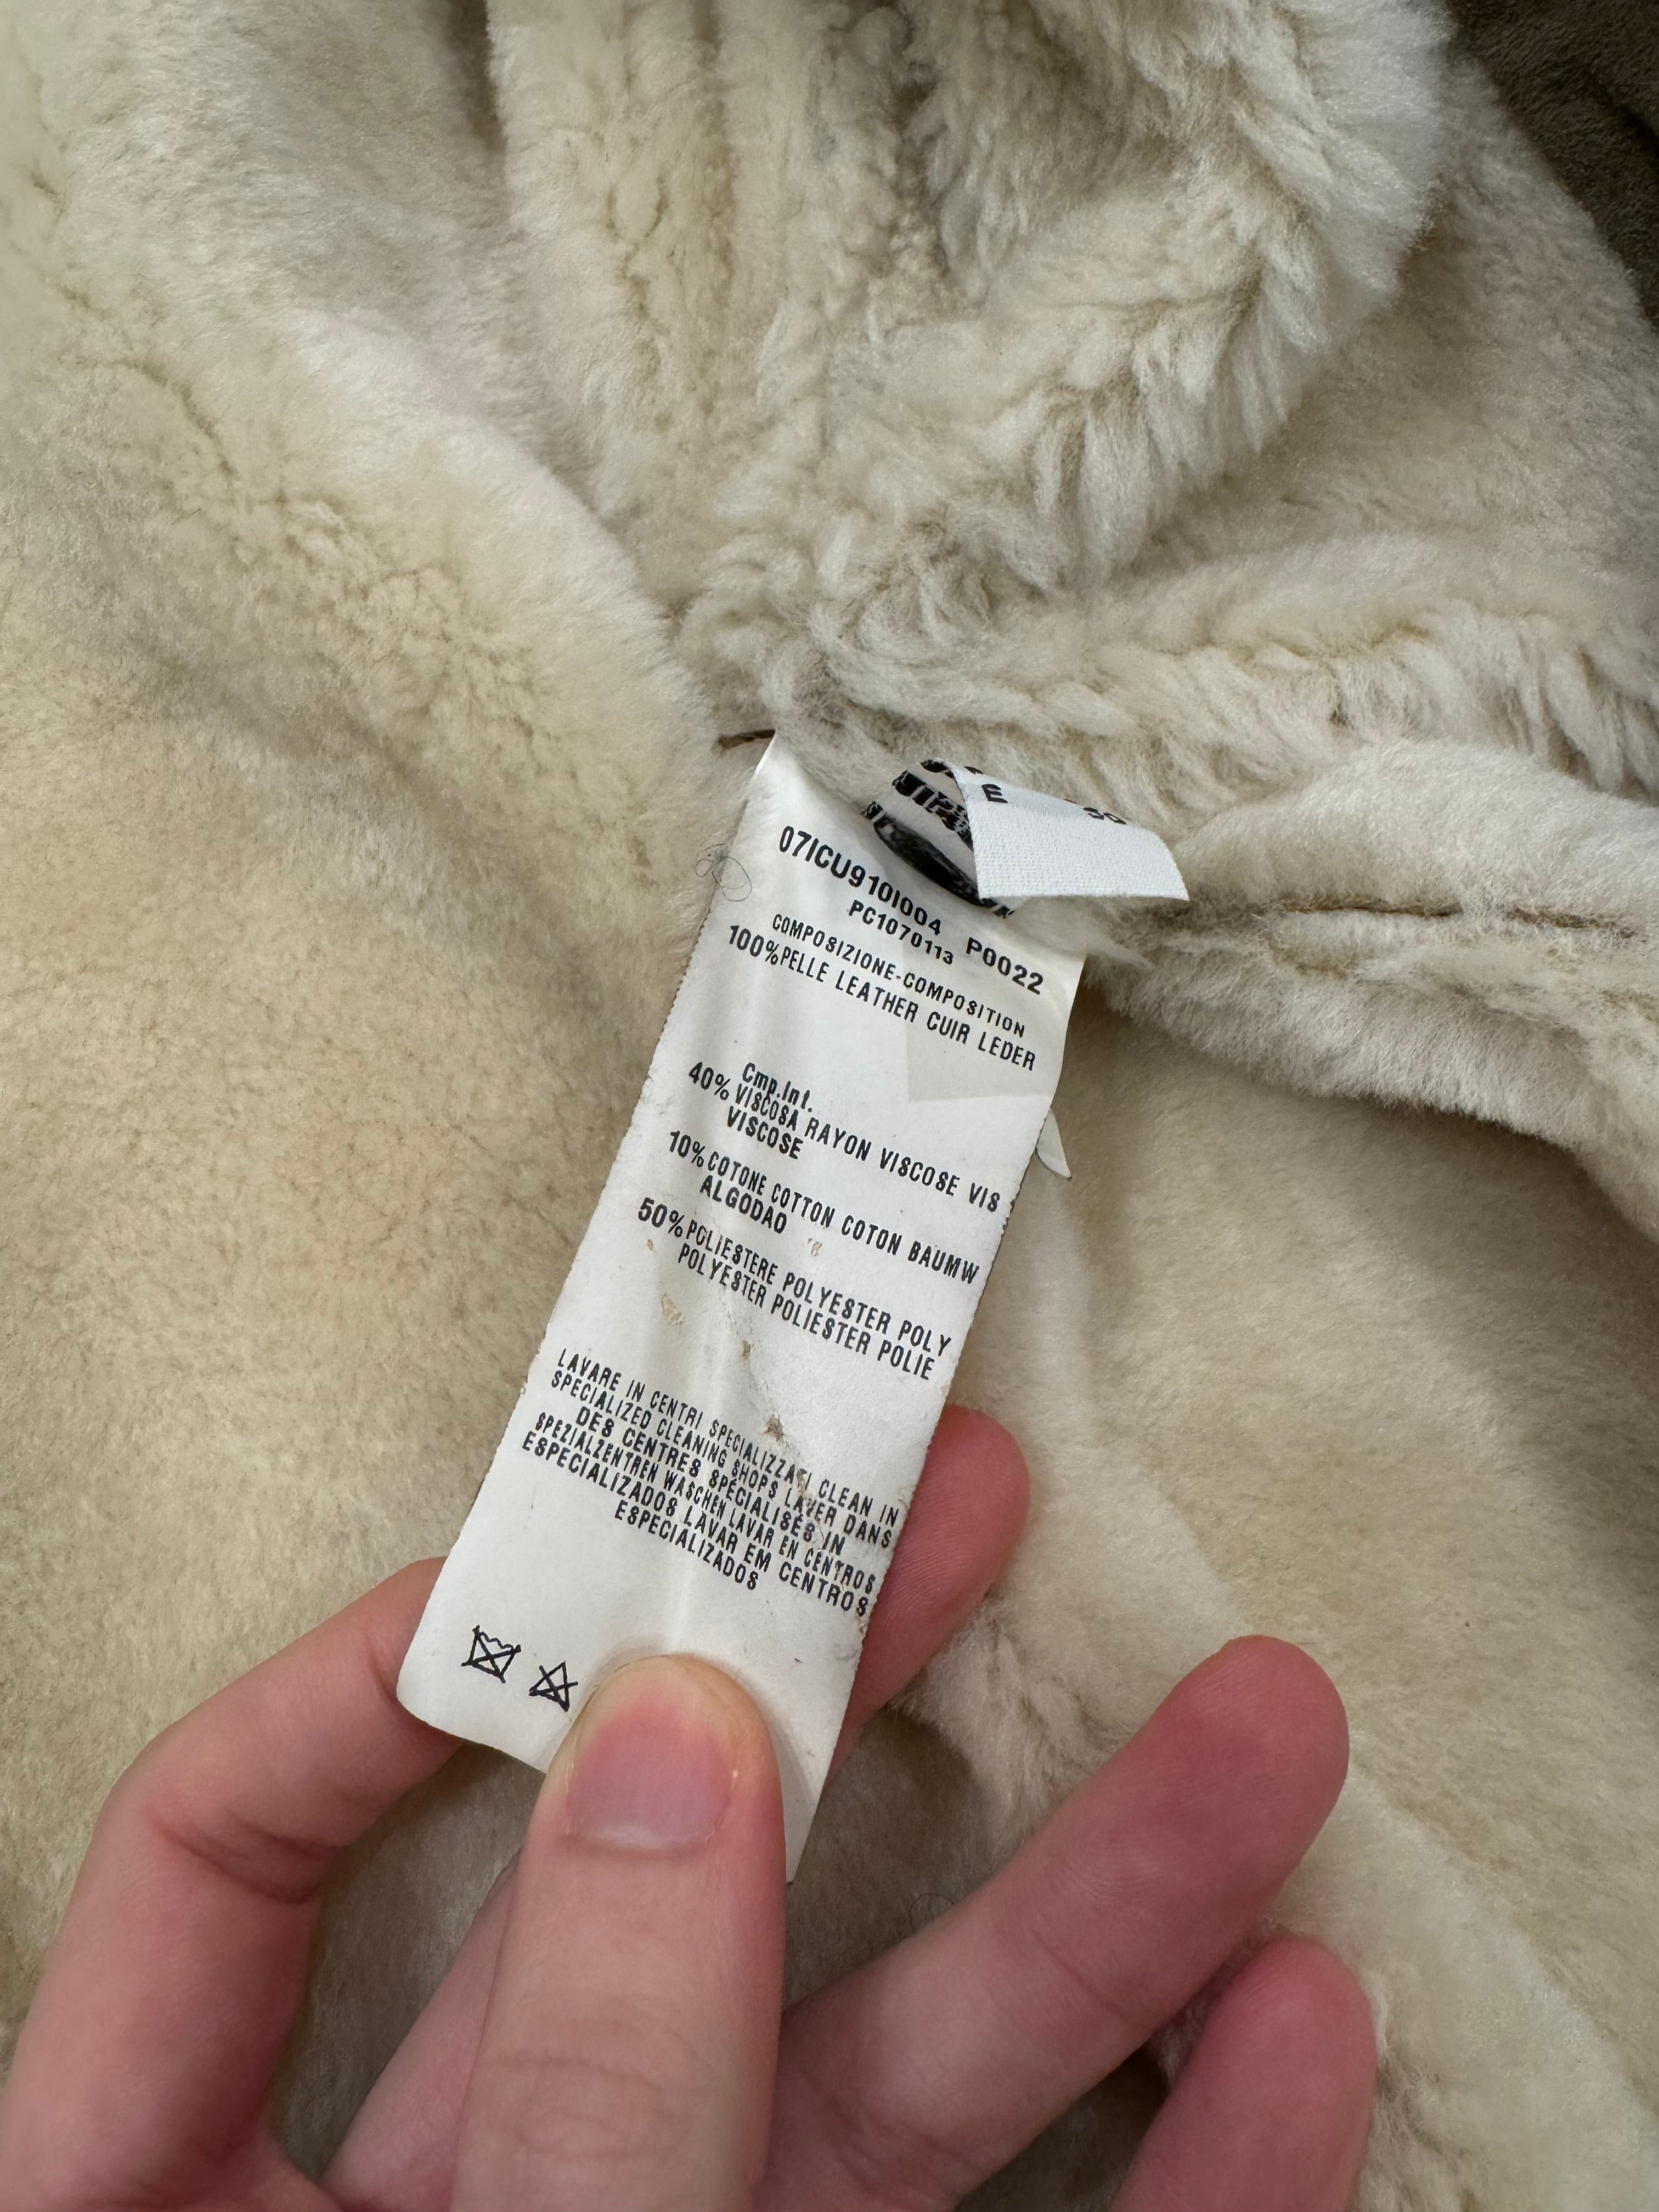 E
50
07ICU910I004 P0022
PC1070113
COMPOSIZIONE-COMPOSITION
100%PELLE LEATHER CUIR LEDER
Cmp.Int.
40% VISCOSA RAYON VISCOSE VIS
VISCOSE
10% COTONE COTTON COTON BAUMW
ALGODAO
50% POLIESTERE POLYESTER POLY
POLYESTER POLIESTER POLIE
LAVARE IN CENTRI SPECIALIZZATI CLEAN IN
SPECIALIZED CLEANING SHOPS LAVER DANS
DES CENTRES SPÉCIALISÉS IN
SPEZIALZENTREN WASCHEN LAVAR EN CENTROS
ESPECIALIZADOS LAVAR EM CENTROS
ESPECIALIZADOS